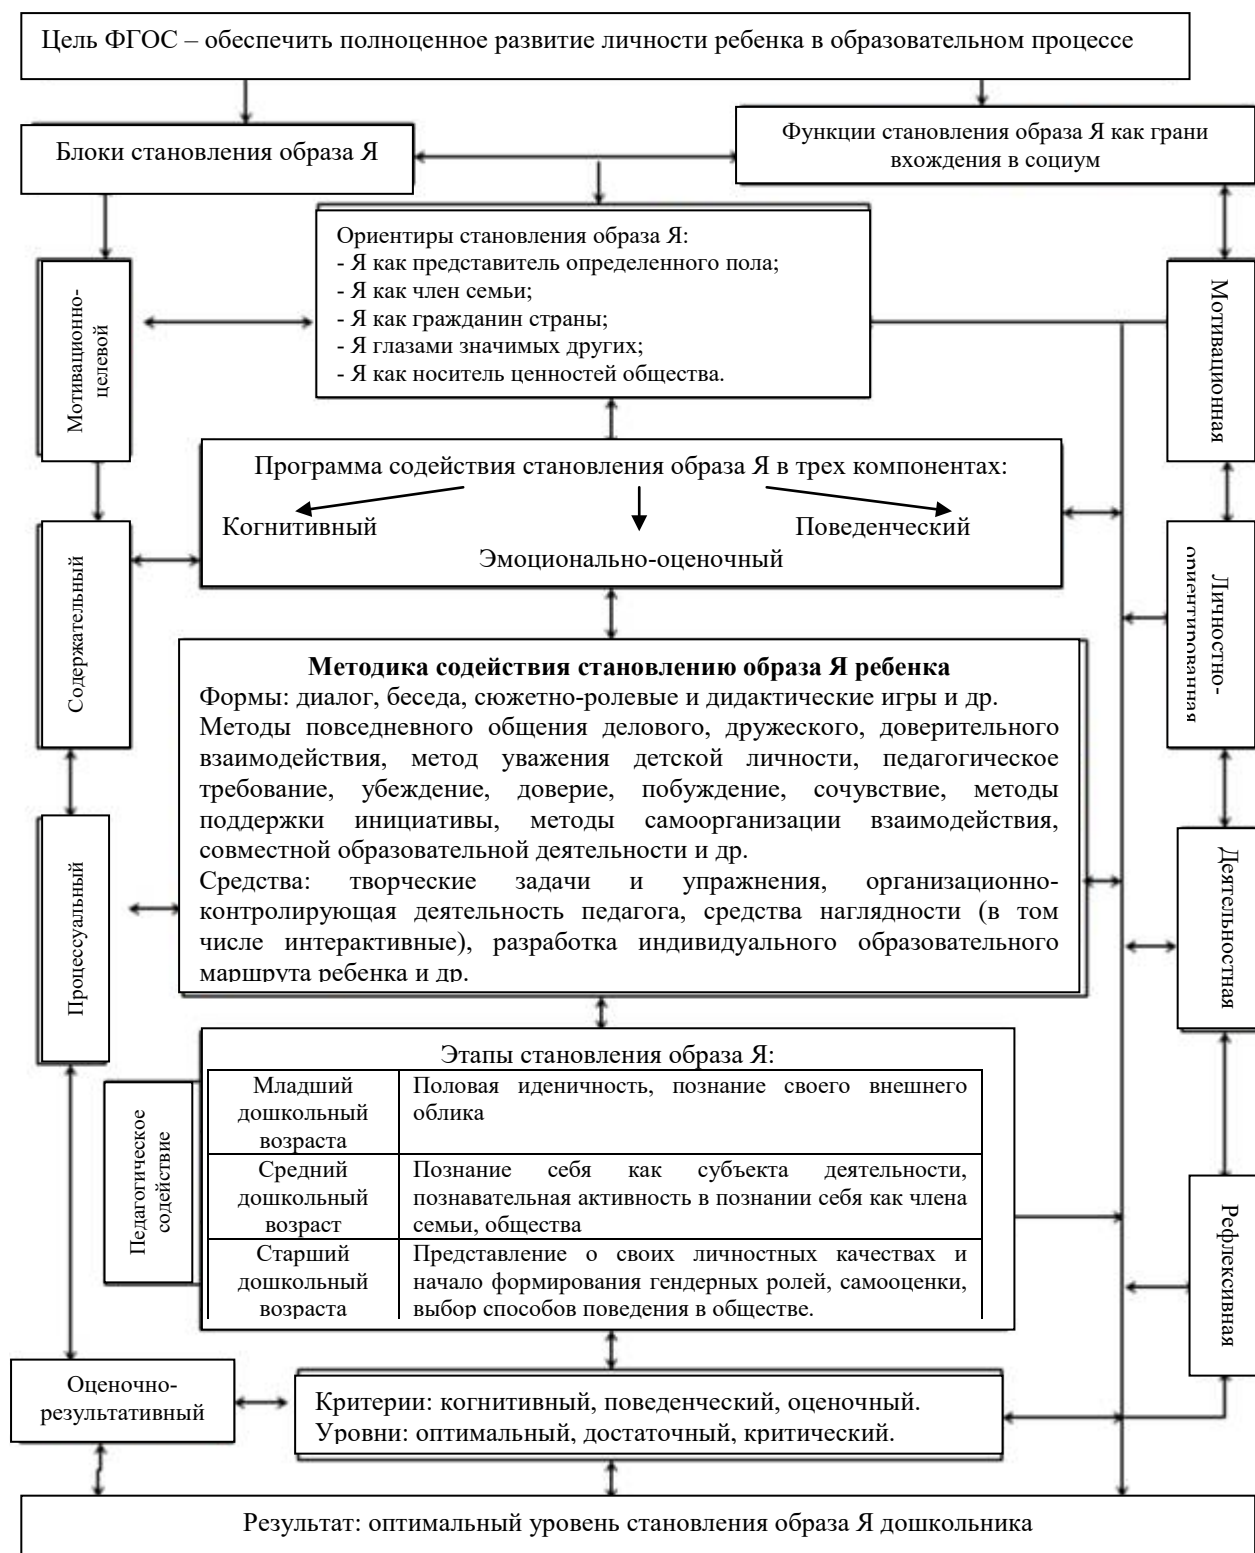 Цель ФГОС – обеспечить полноценное развитие личности ребенка в образовательном процессе
Блоки становления образа Я
Функции становления образа Я как грани
вхождения в социум
Ориентиры становления образа Я:
- Я как представитель определенного пола;
- Я как член семьи;
- Я как гражданин страны;
- Я глазами значимых других;
- Я как носитель ценностей общества.
Мотивационно-
целевой
Мотивационная
Программа содействия становления образа Я в трех компонентах:
Когнитивный
Поведенческий
Эмоционально-оценочный
Содержательный
Личностно-
ориентированная
Методика содействия становлению образа Я ребенка
Формы: диалог, беседа, сюжетно-ролевые и дидактические игры и др.
Методы повседневного общения делового, дружеского, доверительного
взаимодействия, метод уважения детской личности, педагогическое
требование, убеждение, доверие, побуждение, сочувствие, методы
поддержки инициативы, методы самоорганизации взаимодействия,
совместной образовательной деятельности и др.
Средства: творческие задачи и упражнения, организационно-
контролирующая деятельность педагога, средства наглядности (в том
числе интерактивные), разработка индивидуального образовательного
маршрута ребенка и др.
Процессуальный
Деятельностная
Этапы становления образа Я:
Младший
дошкольный
возраста
Половая иденичность, познание своего внешнего
облика
Средний
дошкольный
возраст
Познание себя как субъекта деятельности,
познавательная активность в познании себя как члена
семьи, общества
Старший
дошкольный
возраста
Представление о своих личностных качествах и
начало формирования гендерных ролей, самооценки,
выбор способов поведения в обществе.
Педагогическое
содействие
Рефлексивная
Оценочно-
результативный
Критерии: когнитивный, поведенческий, оценочный.
Уровни: оптимальный, достаточный, критический.
Результат: оптимальный уровень становления образа Я дошкольника